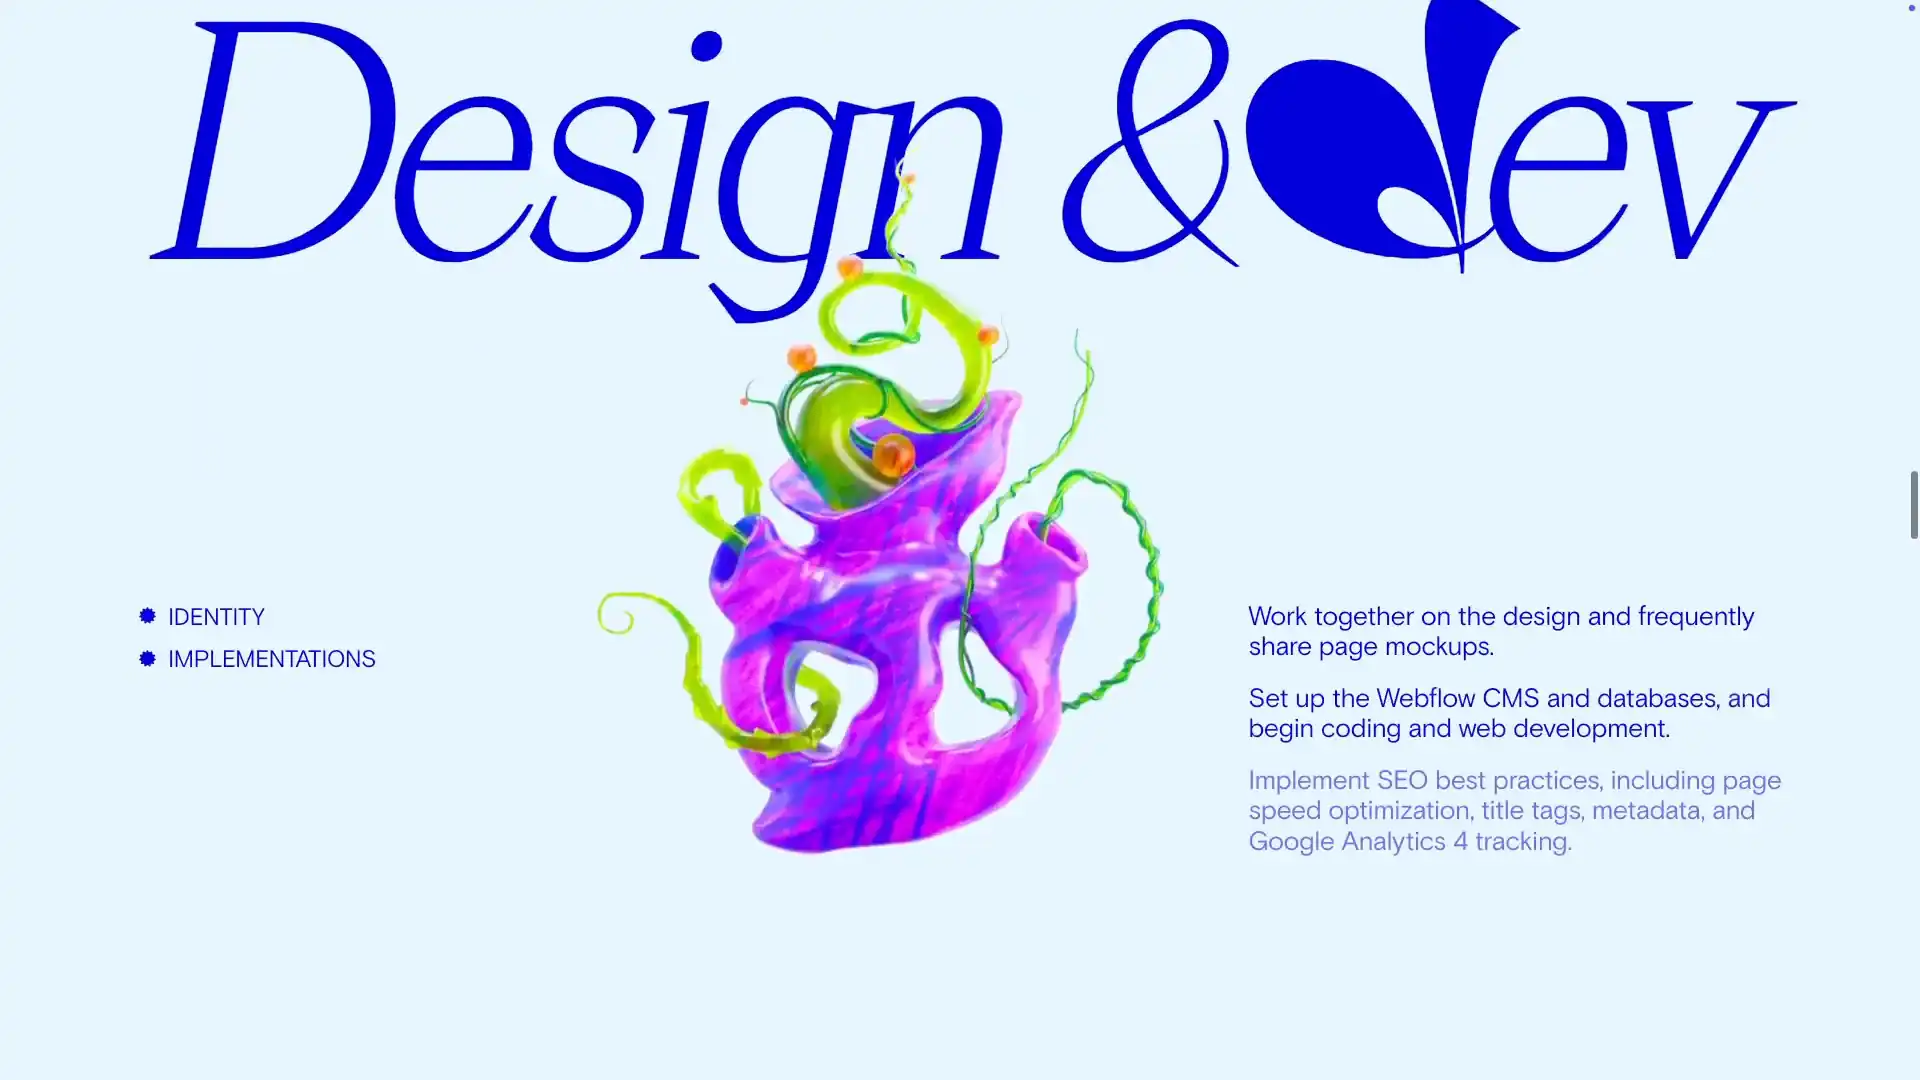 Design & dev
IDENTITY
IMPLEMENTATIONS
Work together on the design and frequently
share page mockups.
Set up the Webflow CMS and databases, and
begin coding and web development.
Implement SEO best practices, including page
speed optimization, title tags, metadata, and
Google Analytics 4 tracking.